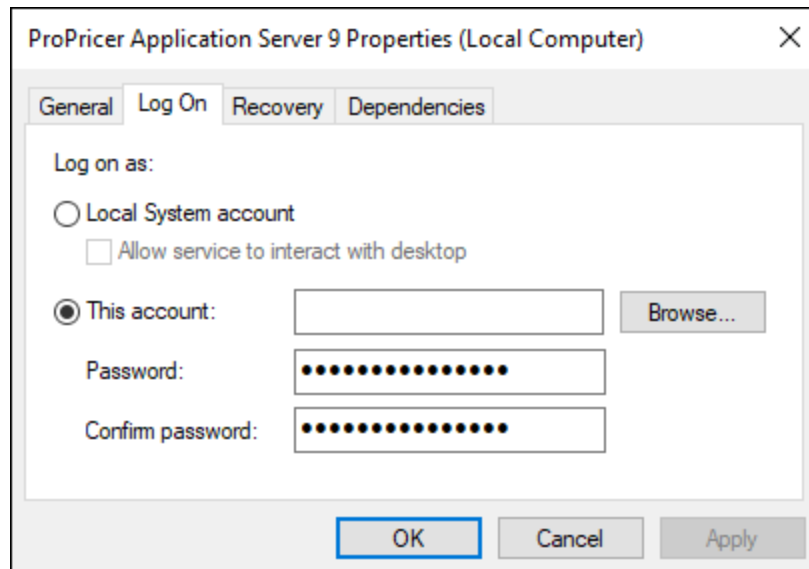 ProPricer Application Server 9 Properties (Local Computer)
General Log On Recovery Dependencies
Log on as:
Local System account
Allow service to interact with desktop
This account: Browse...
Password: •••••••••••••••
Confirm password: •••••••••••••••
OK Cancel Apply